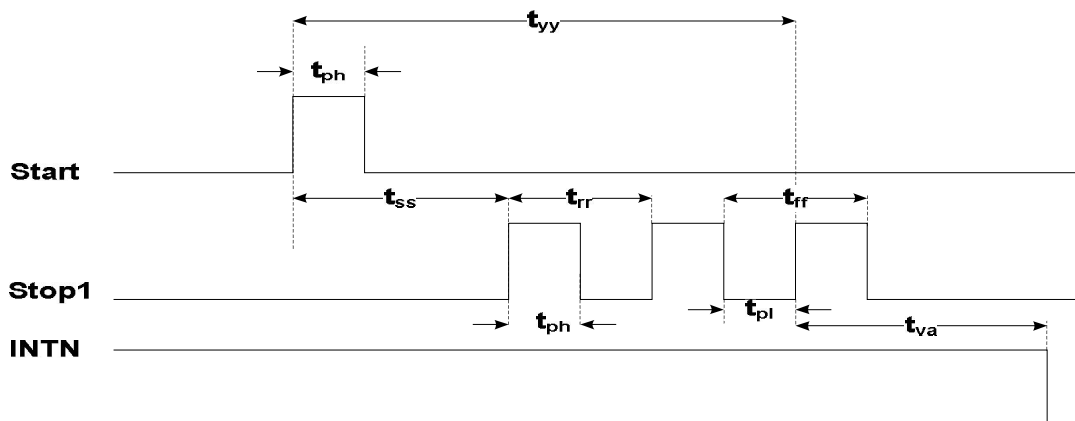 tyy
tph
Start
tss trr tff
Stop1
tph tpl
tva
INTN